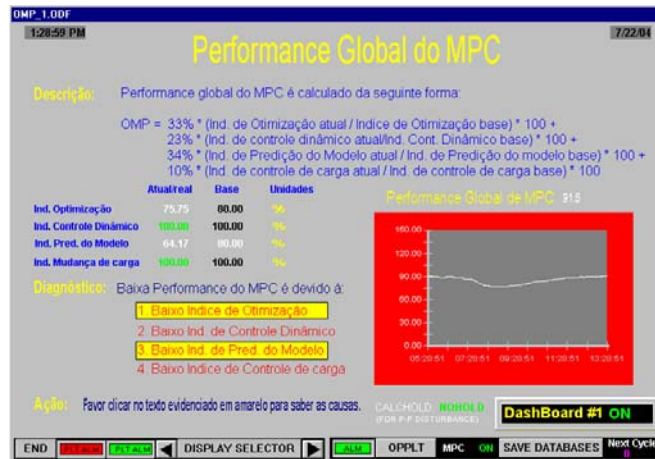 OMP_1.ODF
1:28:59 PM
7/22/04
Performance Global do MPC
Descrição: Performance global do MPC é calculado da seguinte forma:
OMP = 33% * (Ind. de Otimização atual / Indice de Otimização base) * 100 +
23% * (Ind. de controle dinâmico atual/Ind. Cont. Dinâmico base) * 100 +
34% * (Ind. de Predição do Modelo atual / Ind. de Predição do modelo base) * 100 +
10% * (Ind. de controle de carga atual / Ind. de controle de carga base) * 100
Atual/real Base Unidades
Ind. Optimização 75.75 80.00 %
Ind. Controle Dinámico 100.00 100.00 %
Ind. Pred. do Modelo 64.17 80.00 %
Ind. Mudança de carga 100.00 100.00 %
Performance Global de MPC 91.5
150.00
120.00
90.00
60.00
30.00
0.00
05:20:51 07:20:51 09:20:51 11:20:51 13:20:51
Diagnóstico: Baixa Performance do MPC é devido á:
1. Baixo Indice de Otimização
2. Baixo Ind. de Controle Dinâmico
3. Baixo Ind. de Pred. do Modelo
4. Baixo Indice de Controle de carga
Ação: Favor clicar no texto evidenciado em amarelo para saber as causas.
CALCHOLD NOHOLD
(FOR P-P DISTURBANCE)
DashBoard #1 ON
END PLT ALM PLT ALM DISPLAY SELECTOR ALM OPPLT MPC ON SAVE DATABASES Next Cycle
0